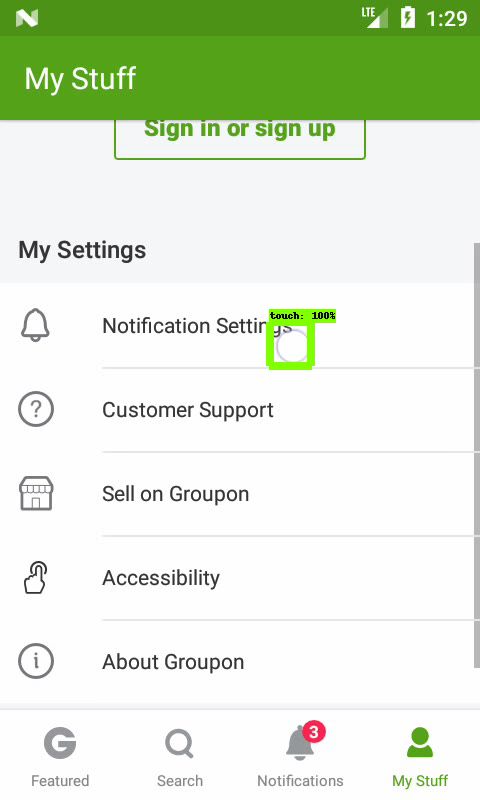 LTE 1:29
My Stuff
Sign in or sign up
My Settings
touch: 100%
Notification Settings
Customer Support
Sell on Groupon
Accessibility
About Groupon
3
Featured Search Notifications My Stuff